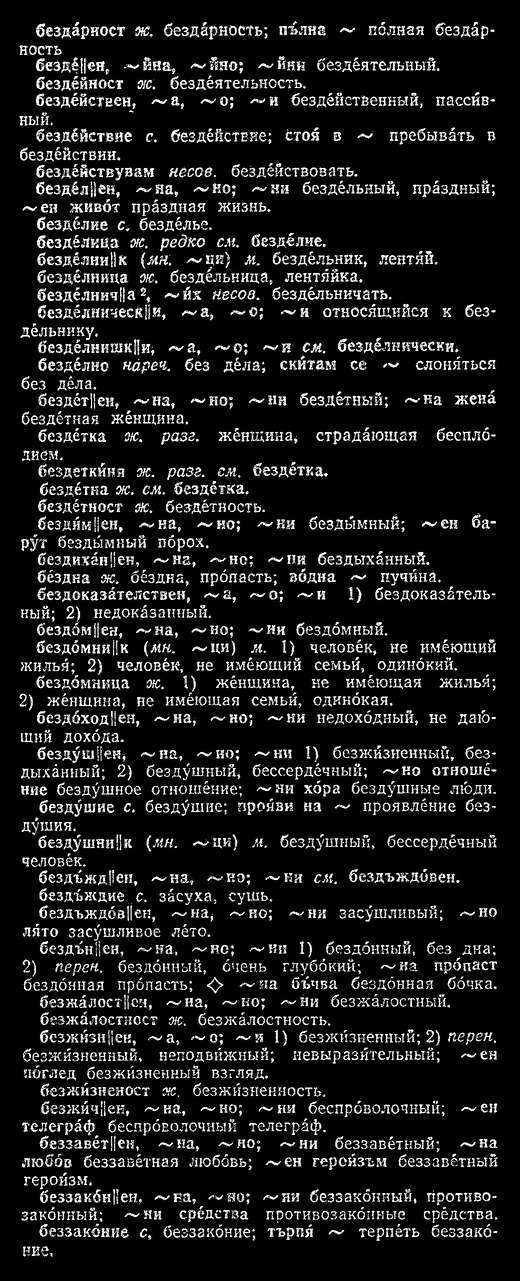 безда́рност ж. безда́рность; пъ́лна ~ по́лная безда́р-
ность
безде́||ен, ~йна, ~йно; ~йни безде́ятельный.
безде́йност ж. безде́ятельность.
безде́йствен, ~а, ~о; ~и безде́йственный, пасси́в-
ный.
безде́йствие с. безде́йствие; стоя́ в ~ пребыва́ть в
безде́йствии.
безде́йствувам несов. безде́йствовать.
безде́л||ен, ~на, ~но; ~ни безде́льный, пра́здный;
~ен живо́т пра́здная жизнь.
безде́лие с. безде́лье.
безде́лица ж. редко см. безде́лие.
безде́лни||к (мн. ~ци) м. безде́льник, лентя́й.
безде́лница ж. безде́льница, лентя́йка.
безде́лнич||а², ~их несов. безде́льничать.
безде́лническ||и, ~а, ~о; ~и относя́щийся к без-
де́льнику.
безде́лнишк||и, ~а, ~о; ~и см. безде́лнически.
безде́лно нареч. без де́ла; ски́там се ~ слоня́ться
без де́ла.
безде́т||ен, ~на, ~но; ~ни безде́тный; ~на жена́
безде́тная же́нщина.
безде́тка ж. разг. же́нщина, страда́ющая беспло́-
дием.
бездетки́ня ж. разг. см. безде́тка.
безде́тна ж. см. безде́тка.
безде́тност ж. безде́тность.
безди́м||ен, ~на, ~но; ~ни безды́мный; ~ен ба-
ру́т безды́мный по́рох.
бездиха́н||ен, ~на, ~но; ~ни бездыха́нный.
бе́здна ж. бе́здна, про́пасть; во́дна ~ пучи́на.
бездоказа́телствен, ~а, ~о; ~и 1) бездоказа́тель-
ный; 2) недока́занный.
бездо́м||ен, ~на, ~но; ~ни бездо́мный.
бездо́мни||к (мн. ~ци) м. 1) челове́к, не име́ющий
жилья́; 2) челове́к, не име́ющий семьи́, одино́кий.
бездо́мница ж. 1) же́нщина, не име́ющая жилья́;
2) же́нщина, не име́ющая семьи́, одино́кая.
бездо́ход||ен, ~на, ~но; ~ни недохо́дный, не даю́-
щий дохо́да.
безду́ш||ен, ~на, ~но; ~ни 1) безжи́зненный, без-
дыха́нный; 2) безду́шный, бессерде́чный; ~но отноше́-
ние безду́шное отноше́ние; ~ни хо́ра безду́шные лю́ди.
безду́шие с. безду́шие; про́яви на ~ проявле́ние без-
ду́шия.
безду́шни||к (мн. ~ци) м. безду́шный, бессерде́чный
челове́к.
бездъ́жд||ен, ~на, ~но; ~ни см. бездъждо́вен.
бездъ́ждие с. за́суха, сушь.
бездъждо́в||ен, ~на, ~но; ~ни засу́шливый; ~но
ля́то засу́шливое ле́то.
бездъ́н||ен, ~на, ~но; ~ни 1) бездо́нный, без дна;
2) перен. бездо́нный, о́чень глубо́кий; ~на про́паст
бездо́нная про́пасть; ◇ ~на бъ́чва бездо́нная бо́чка.
безжа́лост||ен, ~на, ~но; ~ни безжа́лостный.
безжа́лостност ж. безжа́лостность.
безжи́зн||ен, ~а, ~о; ~и 1) безжи́зненный; 2) перен.
безжи́зненный, неподви́жный; невырази́тельный; ~ен
по́глед безжи́зненный взгляд.
безжи́зненост ж. безжи́зненность.
безжи́ч||ен, ~на, ~но; ~ни беспро́волочный; ~ен
телегра́ф беспро́волочный телегра́ф.
беззаве́т||ен, ~на, ~но; ~ни беззаве́тный; ~на
любо́в беззаве́тная любо́вь; ~ен герои́зъм беззаве́тный
герои́зм.
беззако́н||ен, ~на, ~но; ~ни беззако́нный, противо-
зако́нный; ~ни сре́дства противозако́нные сре́дства.
беззако́ние с. беззако́ние; търпя́ ~ терпе́ть беззако́-
ние.